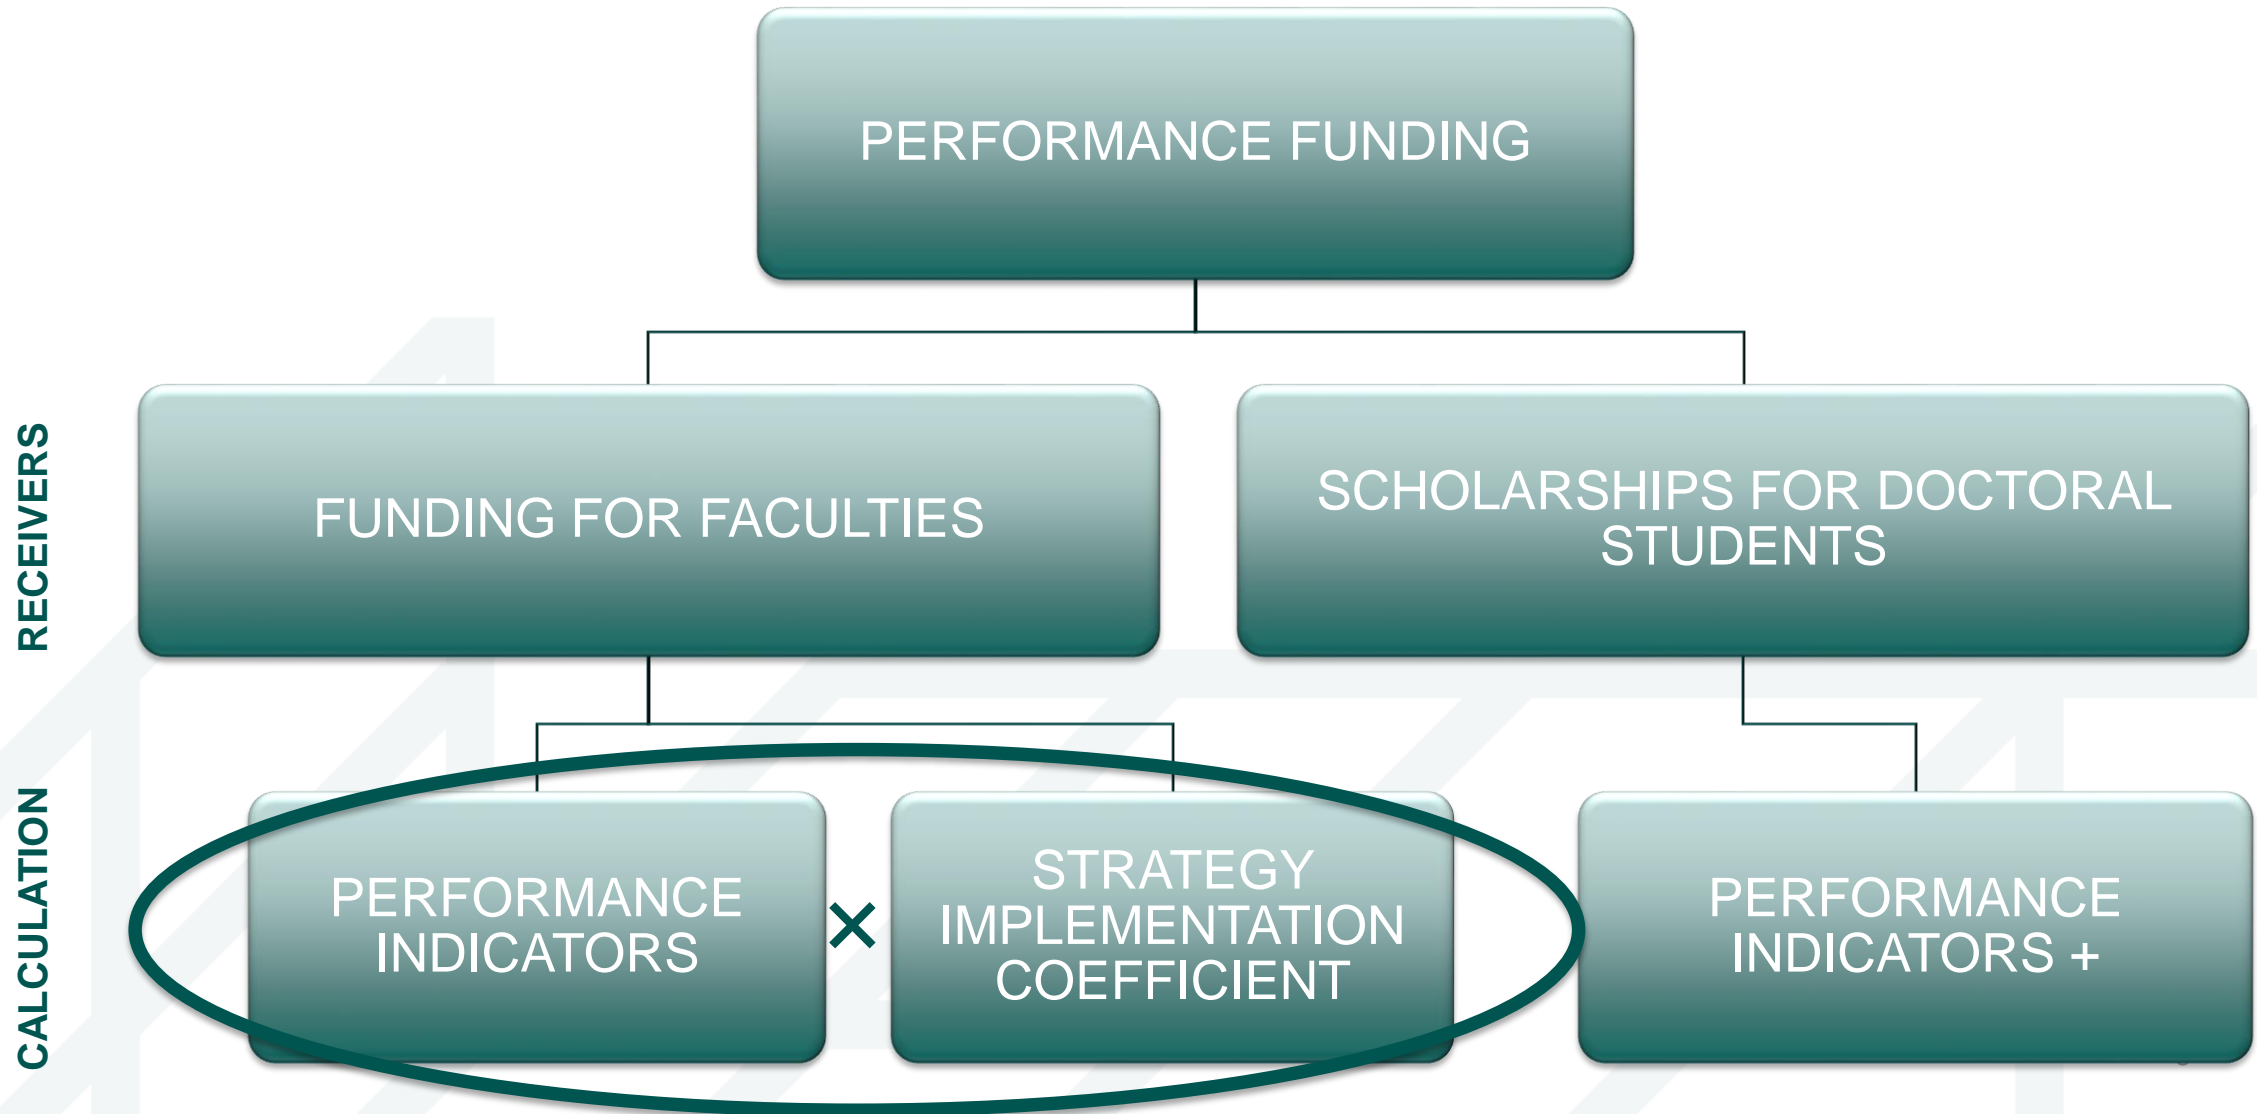 PERFORMANCE FUNDING
RECEIVERS
FUNDING FOR FACULTIES
SCHOLARSHIPS FOR DOCTORAL
STUDENTS
CALCULATION
PERFORMANCE
INDICATORS
×
STRATEGY
IMPLEMENTATION
COEFFICIENT
PERFORMANCE
INDICATORS +